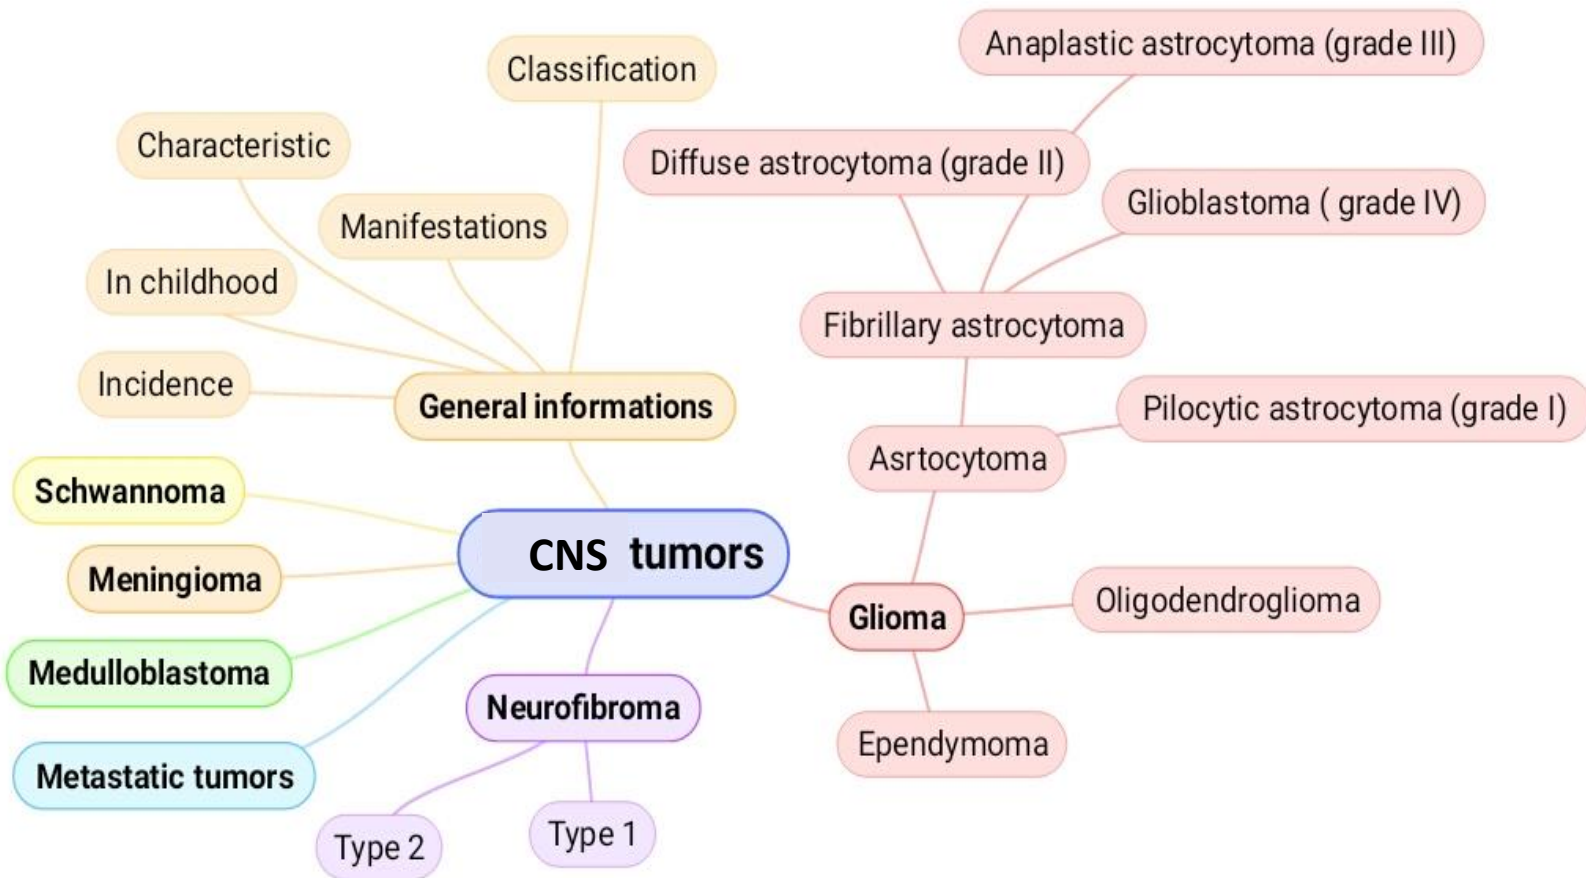 Anaplastic astrocytoma (grade III)
Classification
Characteristic
Diffuse astrocytoma (grade II)
Glioblastoma ( grade IV)
Manifestations
In childhood
Fibrillary astrocytoma
Incidence
General informations
Pilocytic astrocytoma (grade I)
Asrtocytoma
Schwannoma
CNS tumors
Meningioma
Oligodendroglioma
Glioma
Medulloblastoma
Neurofibroma
Ependymoma
Metastatic tumors
Type 2
Type 1